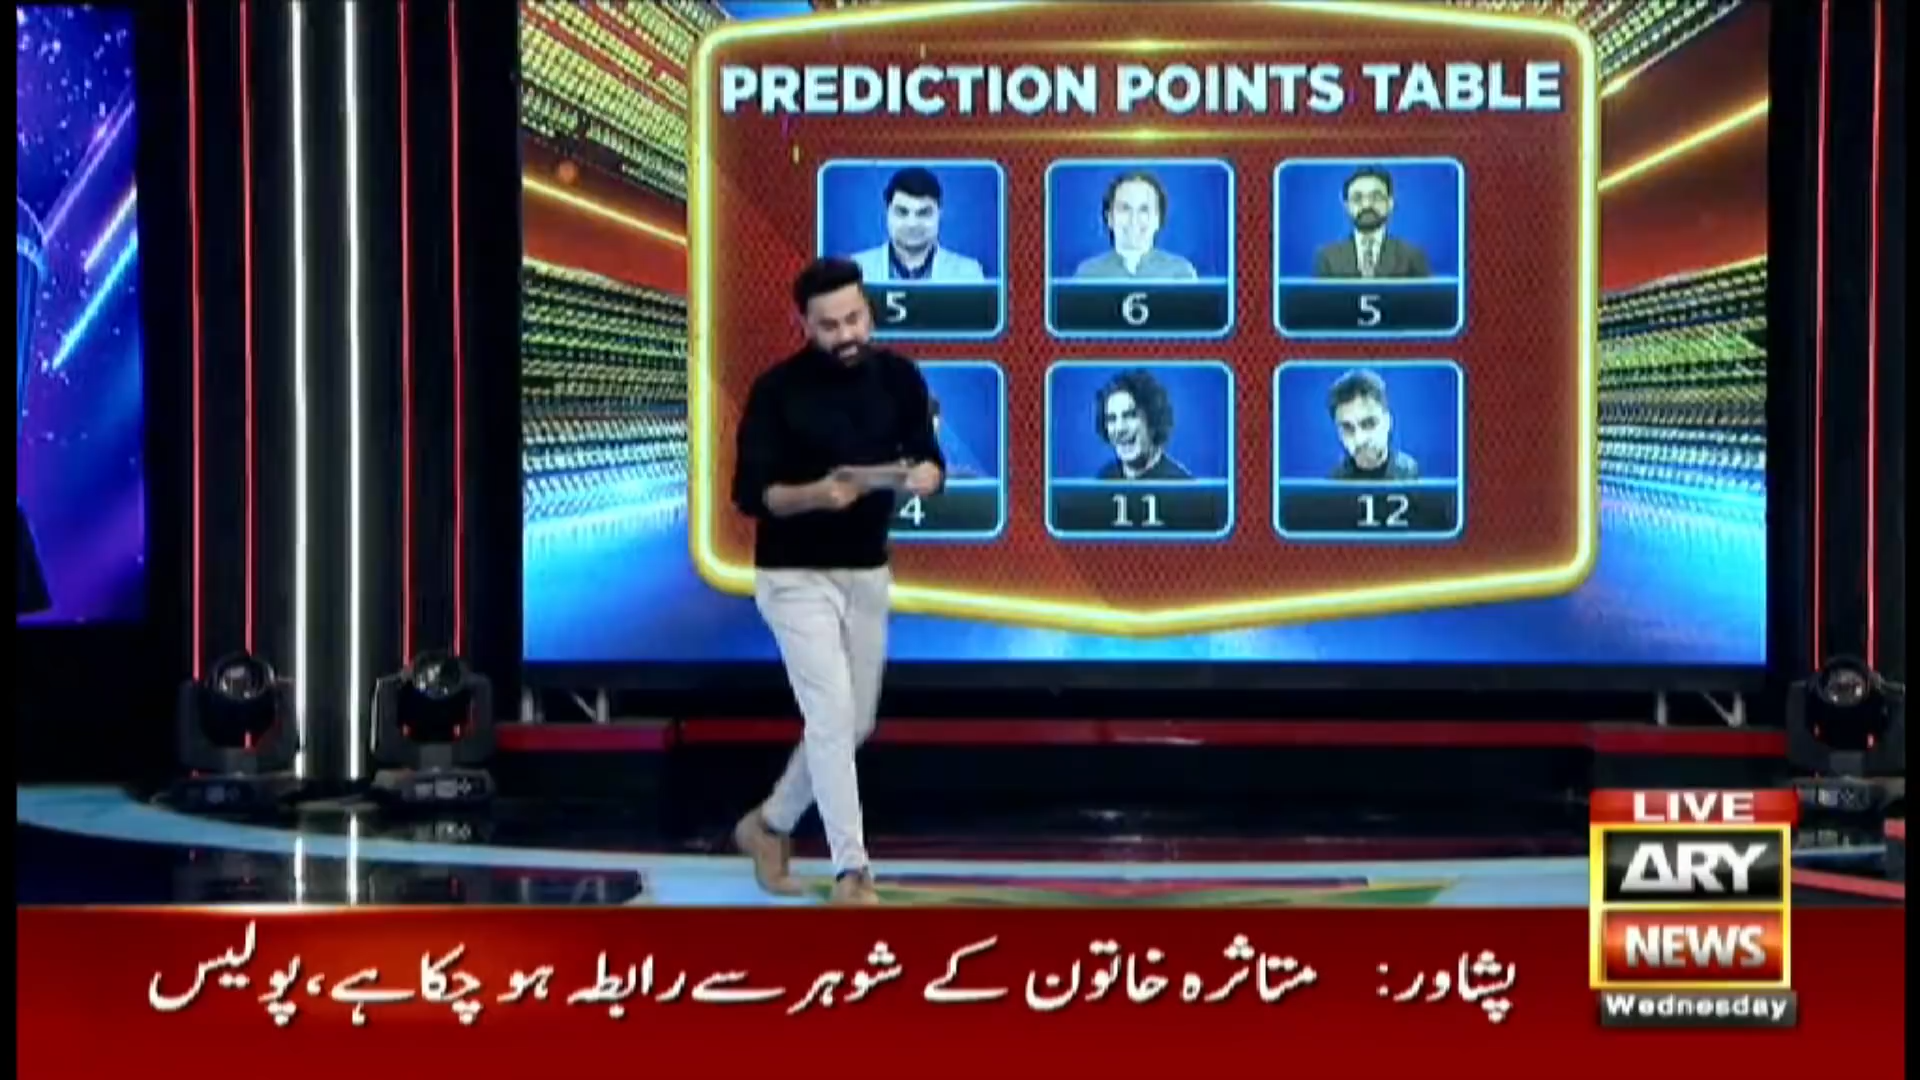 PREDICTION POINTS TABLE
5 6 5
4 11 12
LIVE
ARY
NEWS
Wednesday
پشاور: متاثرہ خاتون کے شوہر سے رابطہ ہو چکا ہے، پولیس